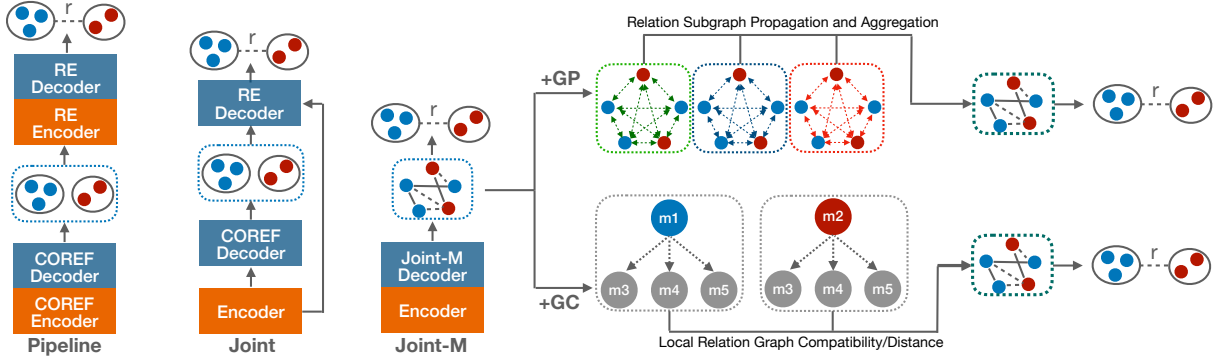 r
RE
Decoder
RE
Encoder
COREF
Decoder
COREF
Encoder
Pipeline
r
RE
Decoder
COREF
Decoder
Encoder
Joint
r
Joint-M
Decoder
Encoder
Joint-M
Relation Subgraph Propagation and Aggregation
+GP
r
m1
m2
m3
m4
m5
m3
m4
m5
+GC
r
Local Relation Graph Compatibility/Distance